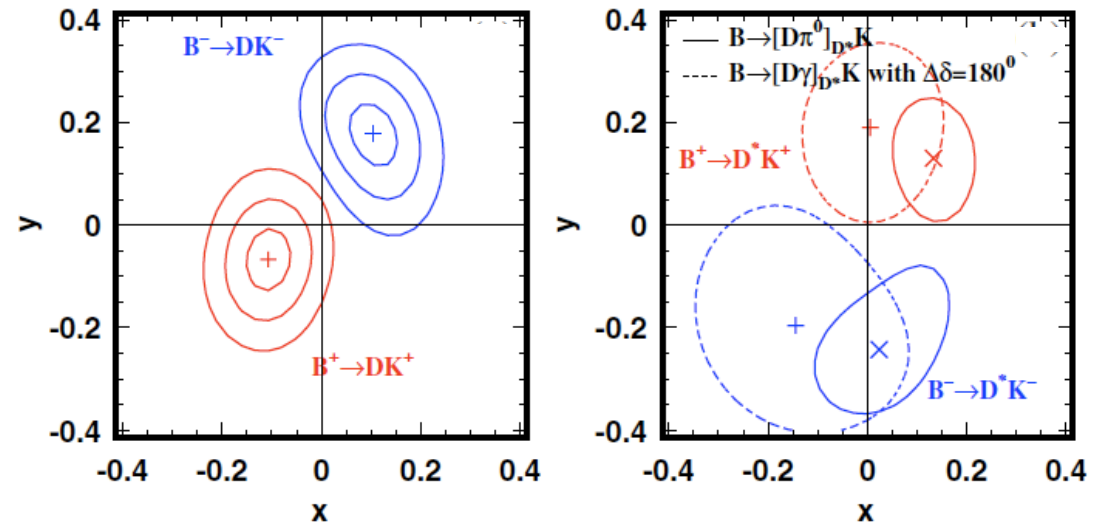 B⁻→DK⁻
B⁺→DK⁺
y
0.4
0.2
0
-0.2
-0.4
-0.4 -0.2 0 0.2 0.4
x
B→[Dπ⁰]D*K
B→[Dγ]D*K with Δδ=180⁰
B⁺→D*K⁺
B⁻→D*K⁻
y
0.4
0.2
0
-0.2
-0.4
-0.4 -0.2 0 0.2 0.4
x